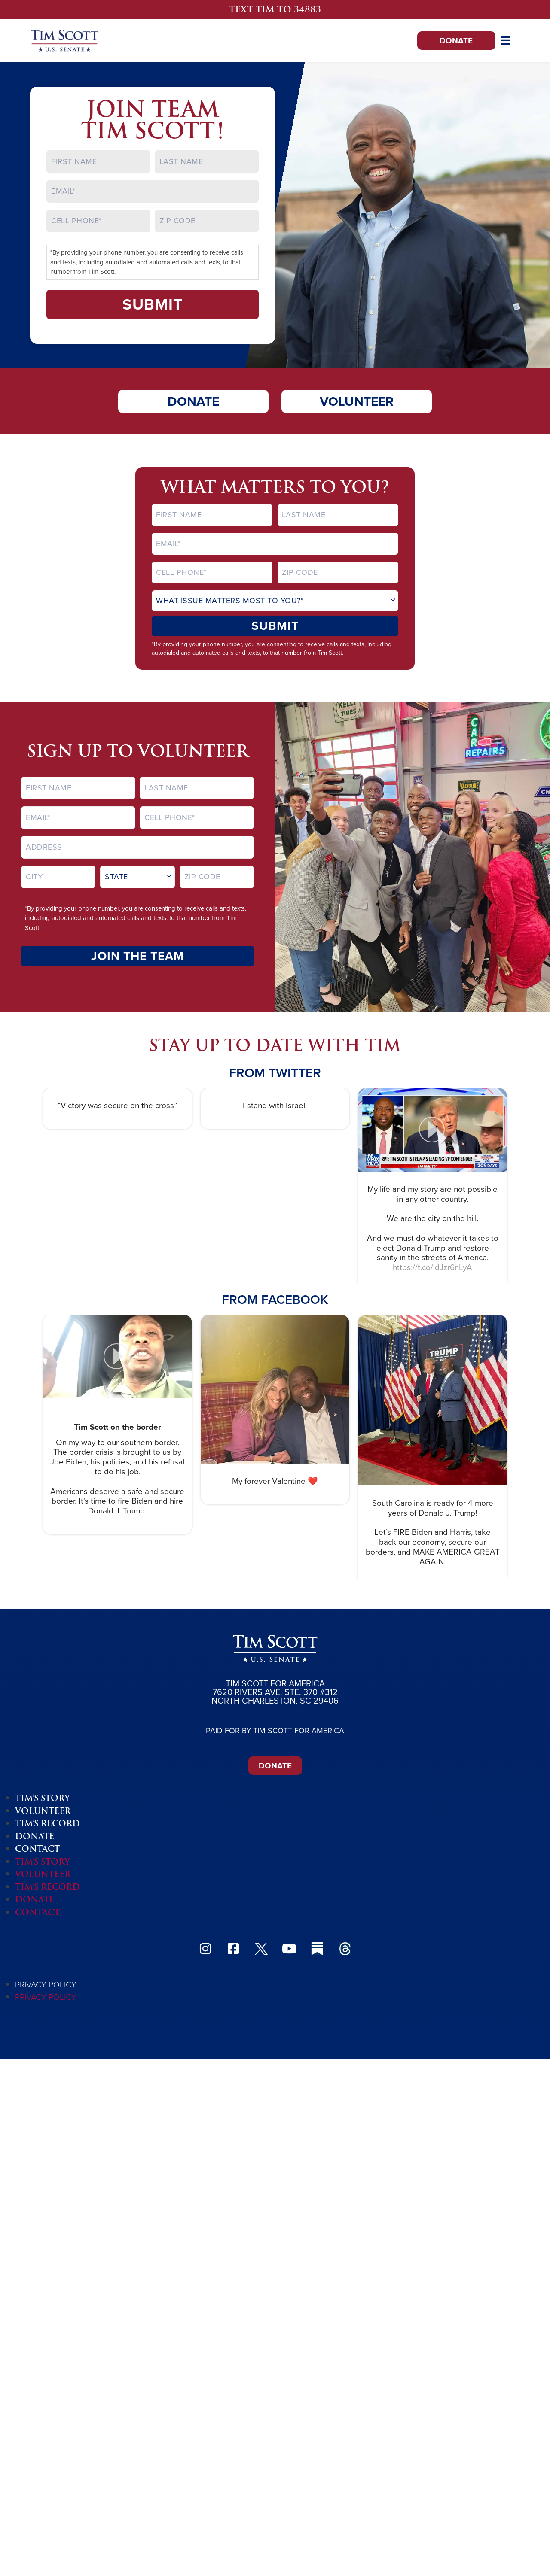 TEXT TIM TO 34883
TIM SCOTT
U.S. SENATE
DONATE
JOIN TEAM
TIM SCOTT!
FIRST NAME
LAST NAME
EMAIL*
CELL PHONE*
ZIP CODE
*By providing your phone number, you are consenting to receive calls
and texts, including autodialed and automated calls and texts, to that
number from Tim Scott.
SUBMIT
DONATE
VOLUNTEER
WHAT MATTERS TO YOU?
FIRST NAME
LAST NAME
EMAIL*
CELL PHONE*
ZIP CODE
WHAT ISSUE MATTERS MOST TO YOU?*
SUBMIT
*By providing your phone number, you are consenting to receive calls and texts, including
autodialed and automated calls and texts, to that number from Tim Scott.
KELLY
TIRES
CAR
REPAIRS
VALVOLINE
SIGN UP TO VOLUNTEER
FIRST NAME
LAST NAME
EMAIL*
CELL PHONE*
ADDRESS
CITY
STATE
ZIP CODE
*By providing your phone number, you are consenting to receive calls and texts,
including autodialed and automated calls and texts, to that number from Tim
Scott.
JOIN THE TEAM
STAY UP TO DATE WITH TIM
FROM TWITTER
“Victory was secure on the cross”
I stand with Israel.
RPT: TIM SCOTT IS TRUMP'S LEADING VP CONTENDER
HANNITY
209 DAYS
My life and my story are not possible
in any other country.
We are the city on the hill.
And we must do whatever it takes to
elect Donald Trump and restore
sanity in the streets of America.
https://t.co/IdJzr6nLyA
FROM FACEBOOK
Tim Scott on the border
On my way to our southern border.
The border crisis is brought to us by
Joe Biden, his policies, and his refusal
to do his job.
Americans deserve a safe and secure
border. It’s time to fire Biden and hire
Donald J. Trump.
My forever Valentine ❤️
TRUMP
South Carolina is ready for 4 more
years of Donald J. Trump!
Let’s FIRE Biden and Harris, take
back our economy, secure our
borders, and MAKE AMERICA GREAT
AGAIN.
TIM SCOTT
U.S. SENATE
TIM SCOTT FOR AMERICA
7620 RIVERS AVE, STE. 370 #312
NORTH CHARLESTON, SC 29406
PAID FOR BY TIM SCOTT FOR AMERICA
DONATE
TIM'S STORY
VOLUNTEER
TIM'S RECORD
DONATE
CONTACT
TIM'S STORY
VOLUNTEER
TIM'S RECORD
DONATE
CONTACT
PRIVACY POLICY
PRIVACY POLICY